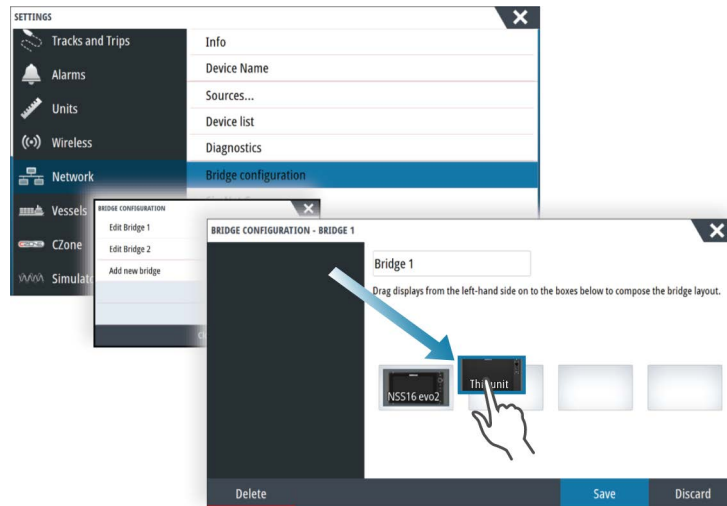 SETTINGS
Tracks and Trips
Alarms
Units
Wireless
Network
Vessels
CZone
Info
Device Name
Sources...
Device list
Diagnostics
Bridge configuration
BRIDGE CONFIGURATION
Edit Bridge 1
Edit Bridge 2
Add new bridge
BRIDGE CONFIGURATION - BRIDGE 1
Bridge 1
Drag displays from the left-hand side on to the boxes below to compose the bridge layout.
NSS16 evo2
unit
Delete
Save
Discard